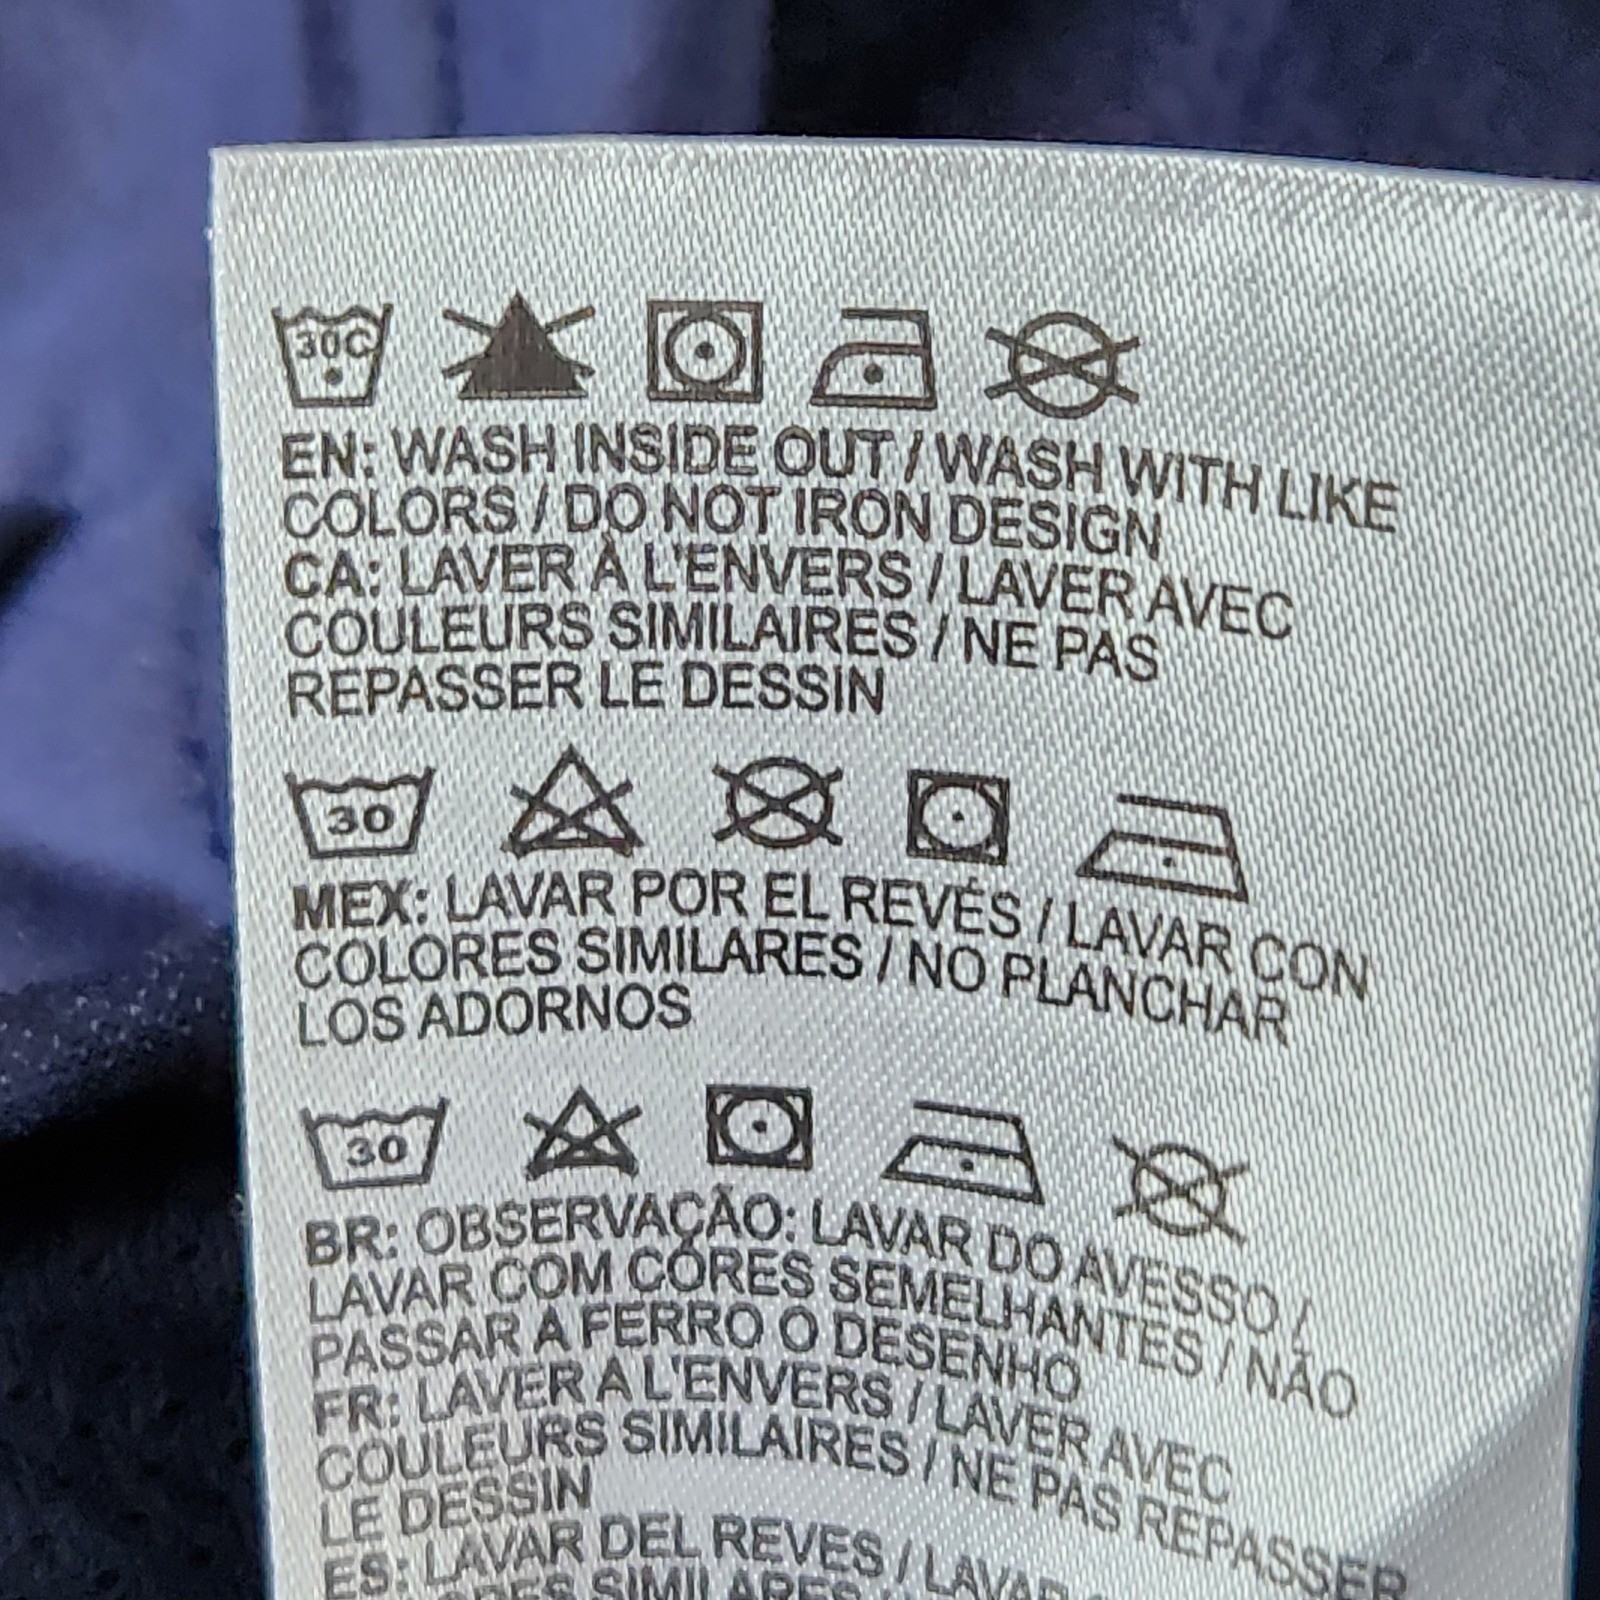 30C
EN: WASH INSIDE OUT / WASH WITH LIKE
COLORS / DO NOT IRON DESIGN
CA: LAVER À L'ENVERS / LAVER AVEC
COULEURS SIMILAIRES / NE PAS
REPASSER LE DESSIN
30
MEX: LAVAR POR EL REVÉS / LAVAR CON
COLORES SIMILARES / NO PLANCHAR
LOS ADORNOS
30
BR: OBSERVAÇÃO: LAVAR DO AVESSO /
LAVAR COM CÔRES SEMELHANTES / NÃO
PASSAR A FERRO O DESENHO
FR: LAVER A L'ENVERS / LAVER AVEC
COULEURS SIMILAIRES / NE PAS REPASSER
LE DESSIN
ES: LAVAR DEL REVES / LAVAR
SIMILARES